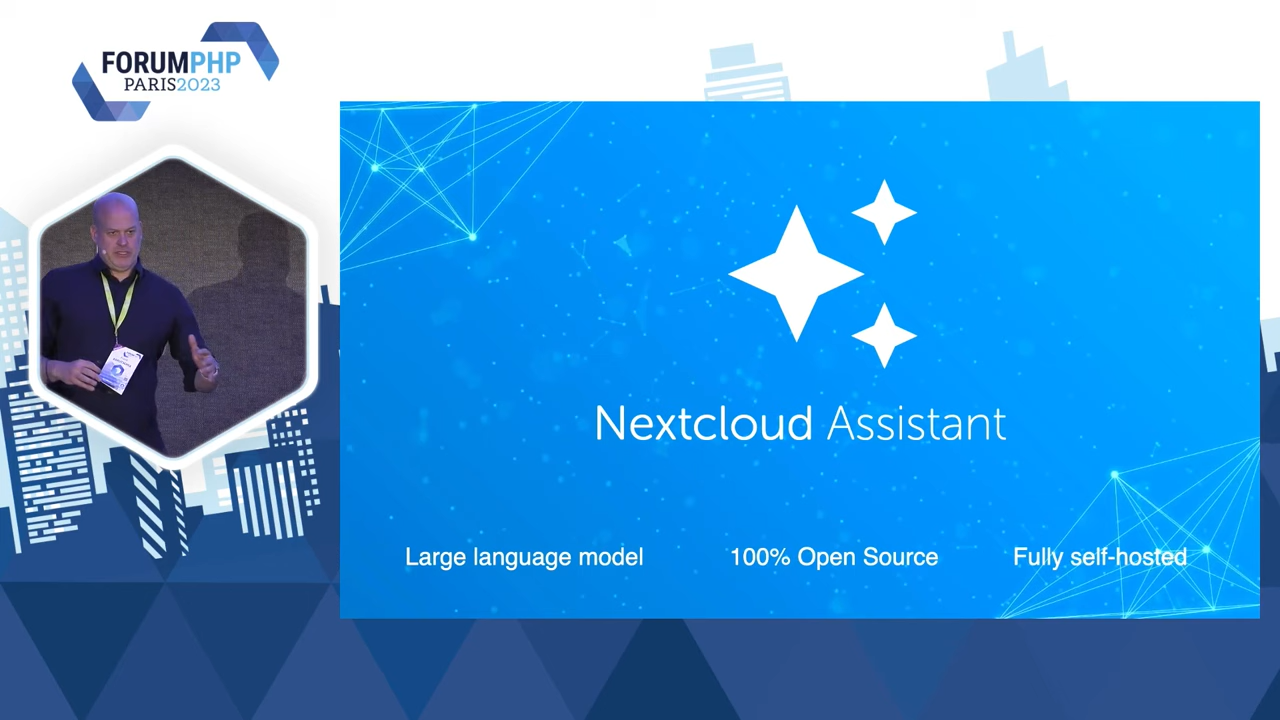 FORUMPHP
PARIS2023
Nextcloud Assistant
Large language model
100% Open Source
Fully self-hosted